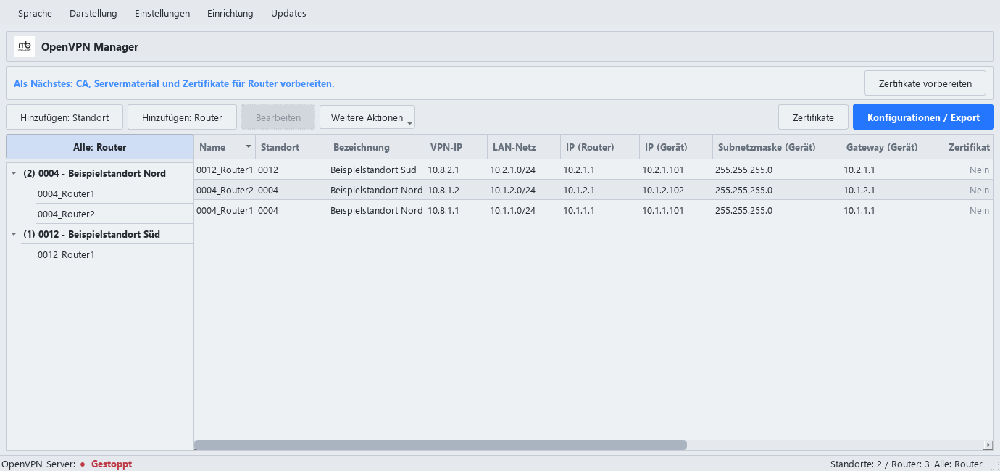 Sprache Darstellung Einstellungen Einrichtung Updates
mb
mb-soft
OpenVPN Manager
Als Nächstes: CA, Servermaterial und Zertifikate für Router vorbereiten.
Zertifikate vorbereiten
Hinzufügen: Standort Hinzufügen: Router Bearbeiten Weitere Aktionen Zertifikate Konfigurationen / Export
Alle: Router
(2) 0004 - Beispielstandort Nord
0004_Router1
0004_Router2
(1) 0012 - Beispielstandort Süd
0012_Router1
Name Standort Bezeichnung VPN-IP LAN-Netz IP (Router) IP (Gerät) Subnetzmaske (Gerät) Gateway (Gerät) Zertifikat
0012_Router1 0012 Beispielstandort Süd 10.8.2.1 10.2.1.0/24 10.2.1.1 10.2.1.101 255.255.255.0 10.2.1.1 Nein
0004_Router2 0004 Beispielstandort Nord 10.8.1.2 10.1.2.0/24 10.1.2.1 10.1.2.102 255.255.255.0 10.1.2.1 Nein
0004_Router1 0004 Beispielstandort Nord 10.8.1.1 10.1.1.0/24 10.1.1.1 10.1.1.101 255.255.255.0 10.1.1.1 Nein
OpenVPN-Server: • Gestoppt
Standorte: 2 / Router: 3 Alle: Router